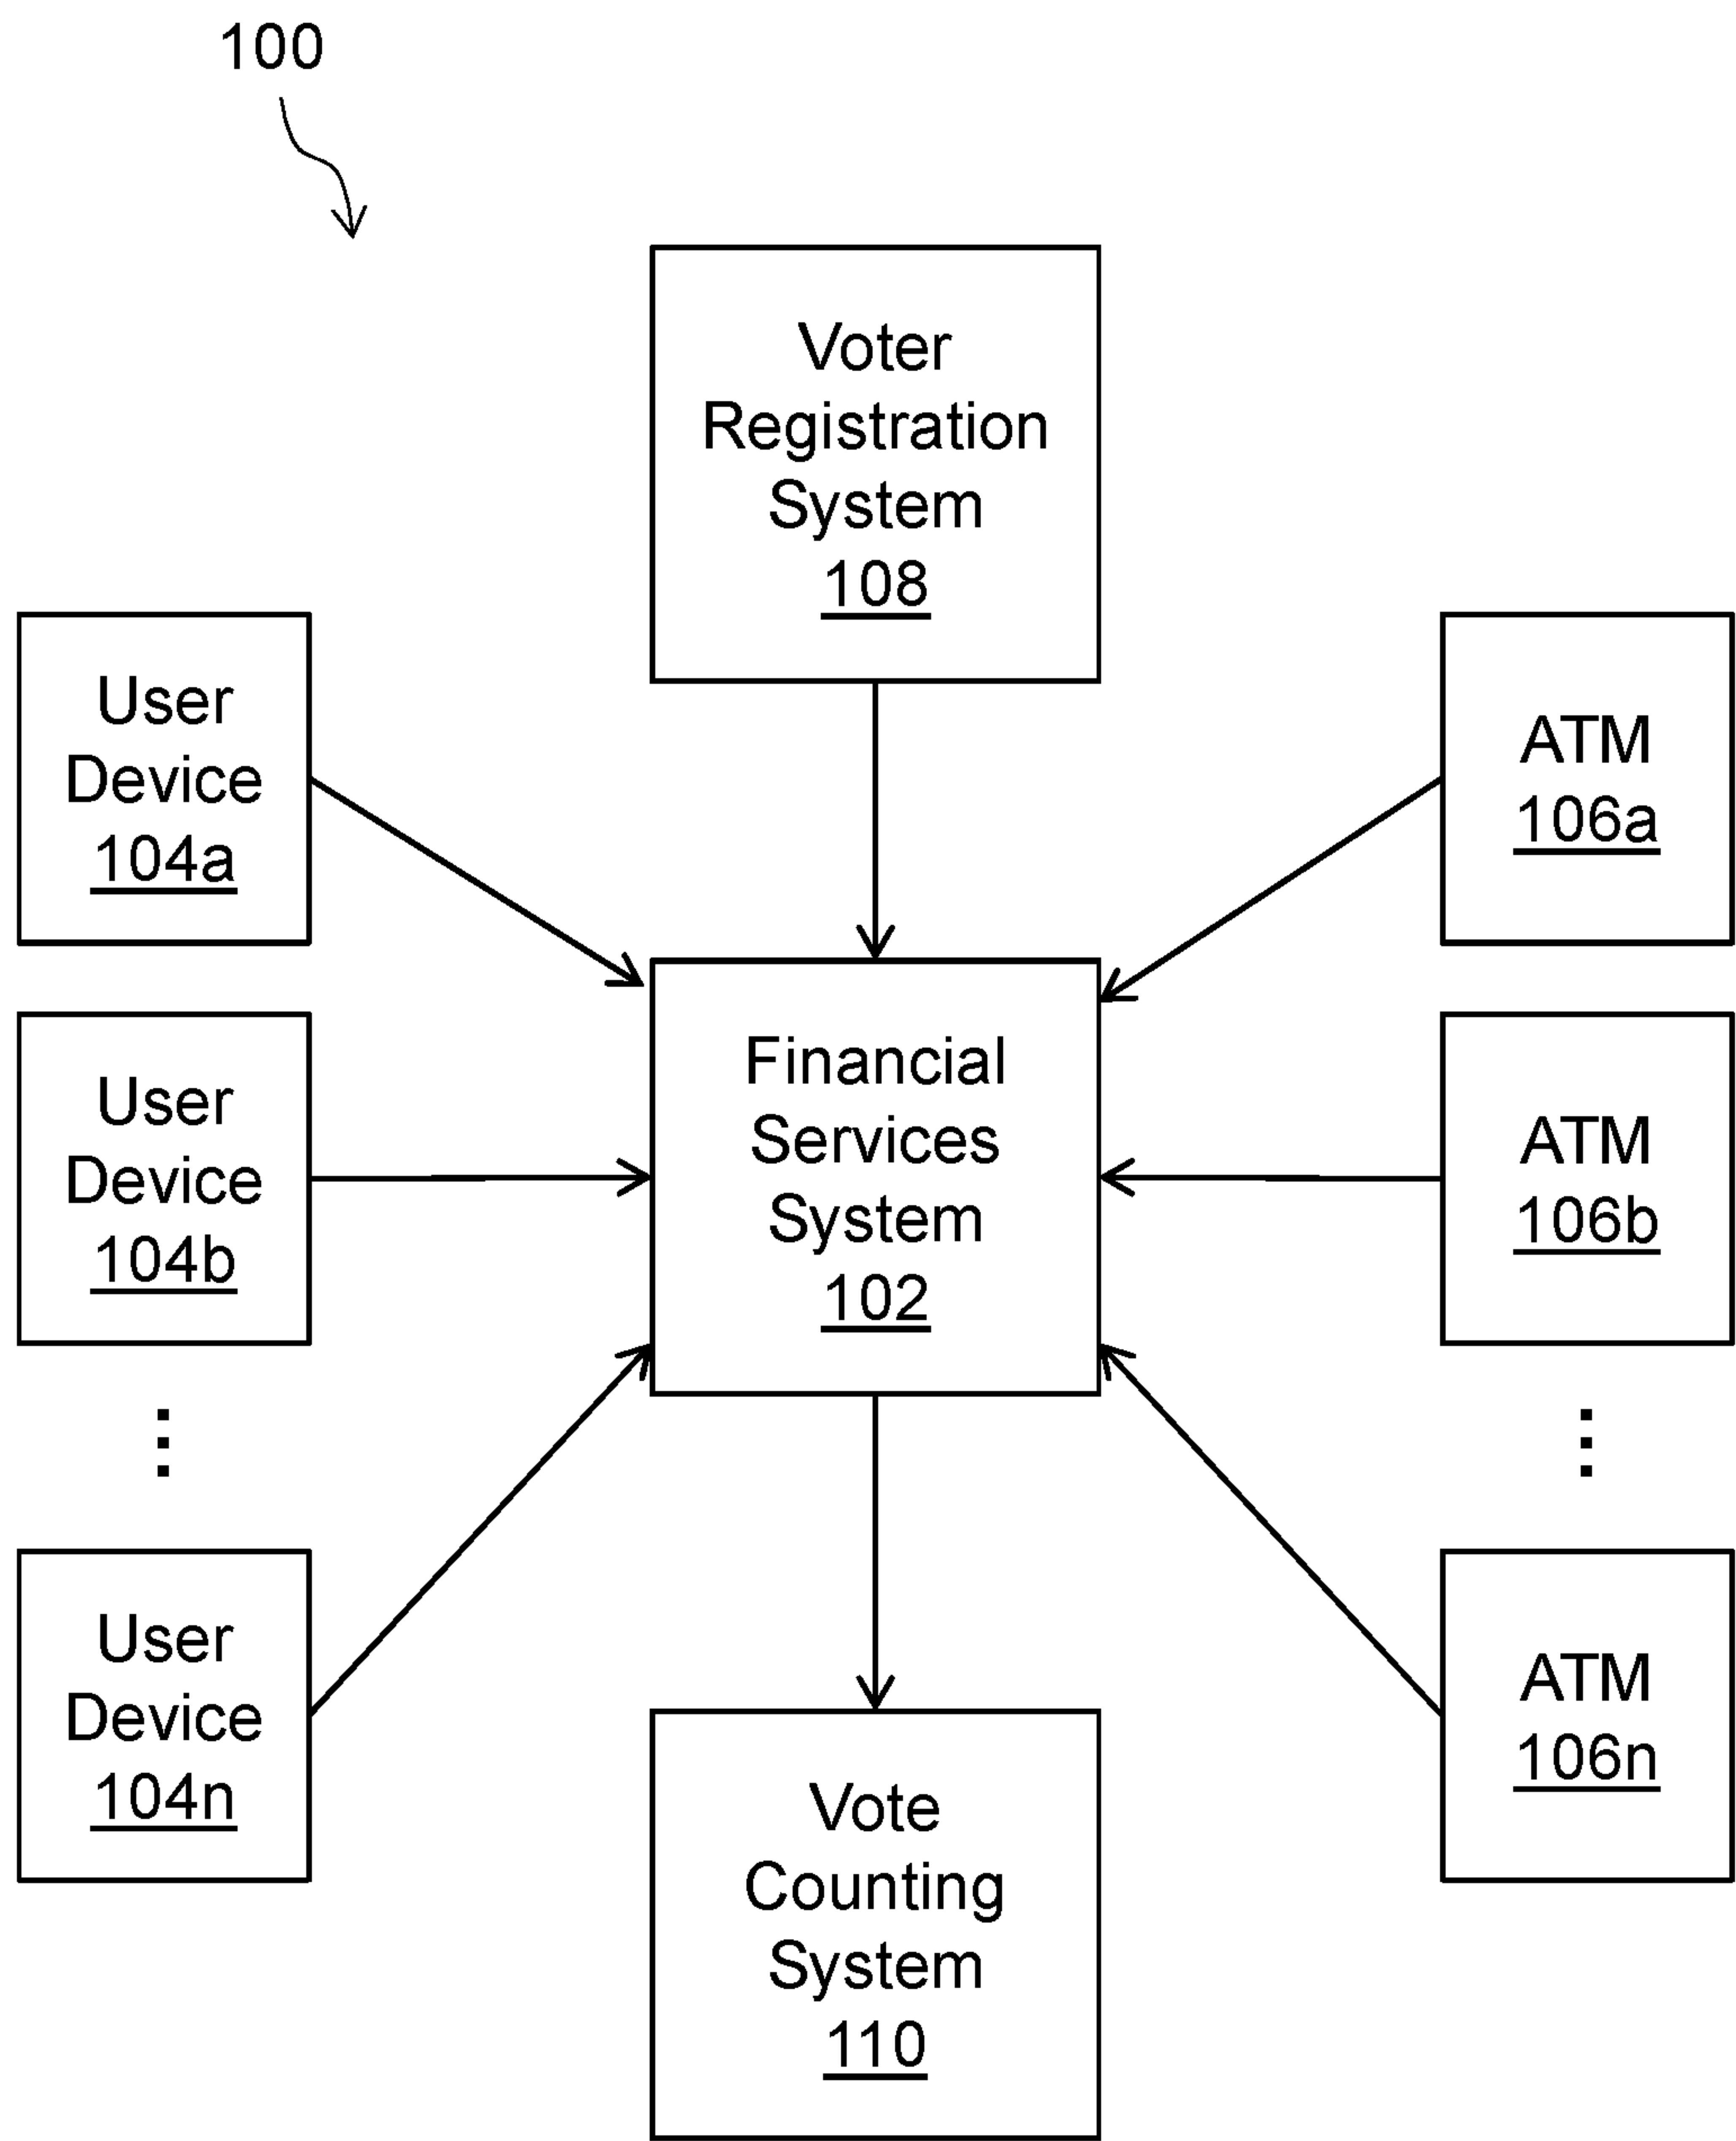 100
Voter
Registration
System
108
User
Device
104a
ATM
106a
User
Device
104b
Financial
Services
System
102
ATM
106b
User
Device
104n
ATM
106n
Vote
Counting
System
110